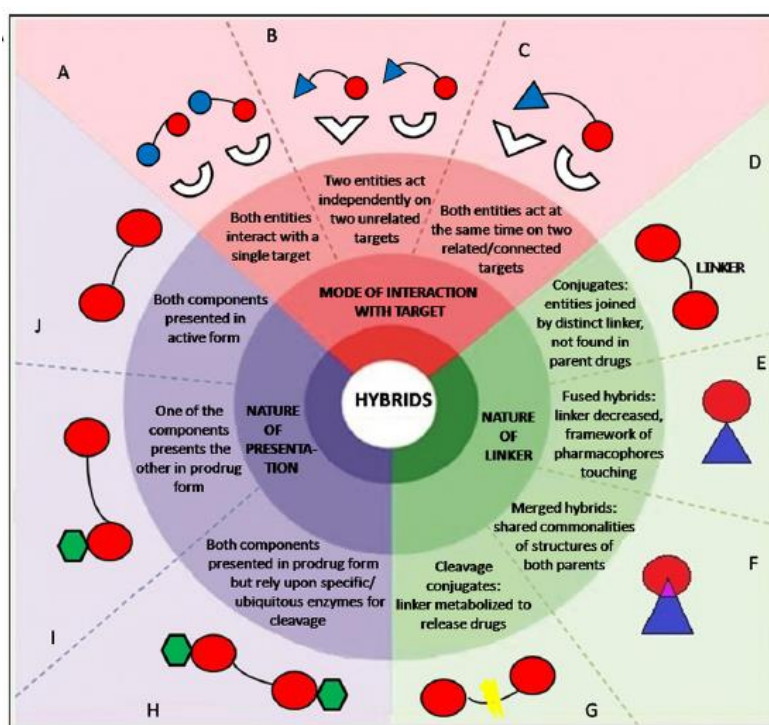 A
B
C
D
E
F
G
H
I
J
HYBRIDS
MODE OF INTERACTION
WITH TARGET
Both entities
interact with a
single target
Two entities act
independently on
two unrelated
targets
Both entities act at
the same time on two
related/connected
targets
NATURE
OF
LINKER
LINKER
Conjugates:
entities joined
by distinct linker,
not found in
parent drugs
Fused hybrids:
linker decreased,
framework of
pharmacophores
touching
Merged hybrids:
shared commonalities
of structures of
both parents
Cleavage
conjugates:
linker metabolized to
release drugs
NATURE
OF
PRESENTA-
TION
Both components
presented in prodrug form
but rely upon specific/
ubiquitous enzymes for
cleavage
One of the
components
presents the
other in prodrug
form
Both components
presented in
active form